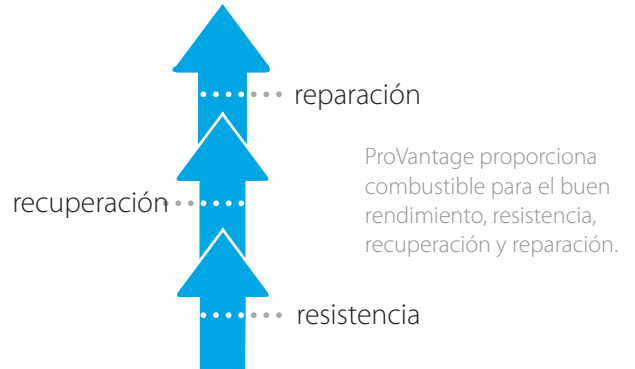 reparación
ProVantage proporciona
combustible para el buen
rendimiento, resistencia,
recuperación y reparación.
recuperación
resistencia